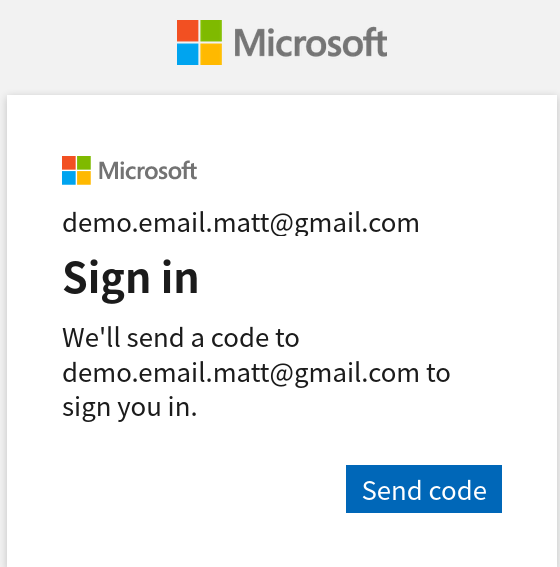 Microsoft
Microsoft
demo.email.matt@gmail.com
Sign in
We'll send a code to
demo.email.matt@gmail.com to
sign you in.
Send code